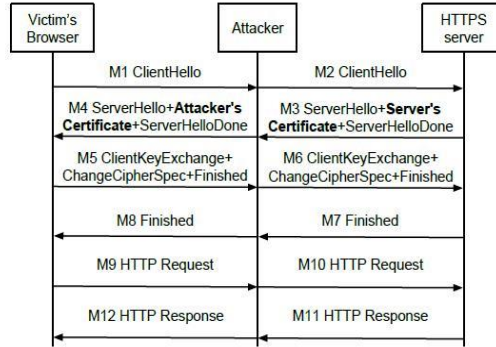 Victim's
Browser
Attacker
HTTPS
server
M1 ClientHello
M2 ClientHello
M4 ServerHello+Attacker's
Certificate+ServerHelloDone
M3 ServerHello+Server's
Certificate+ServerHelloDone
M5 ClientKeyExchange+
ChangeCipherSpec+Finished
M6 ClientKeyExchange+
ChangeCipherSpec+Finished
M8 Finished
M7 Finished
M9 HTTP Request
M10 HTTP Request
M12 HTTP Response
M11 HTTP Response